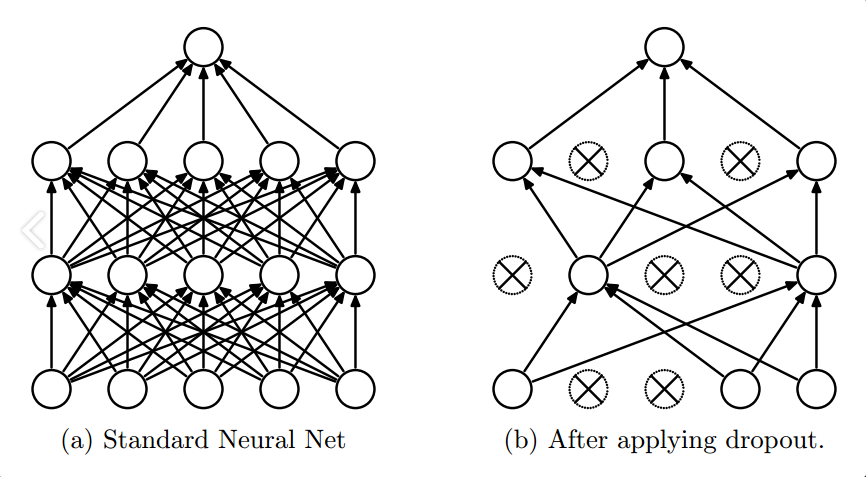 (a) Standard Neural Net
(b) After applying dropout.